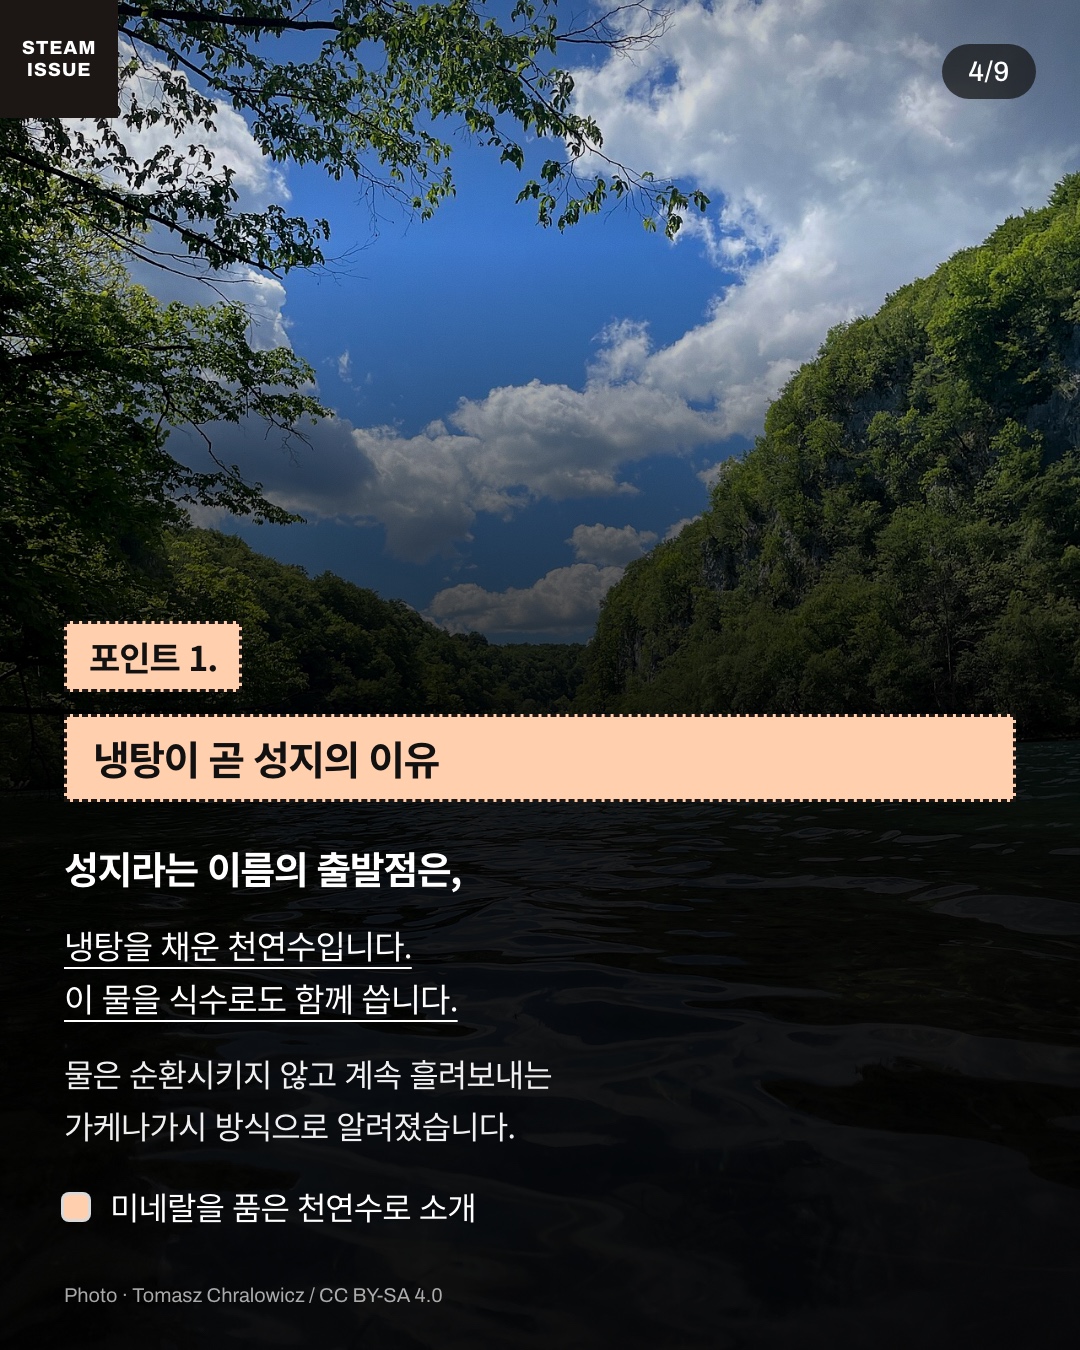 STEAM
ISSUE
4/9
포인트 1.
냉탕이 곧 성지의 이유
성지라는 이름의 출발점은,
냉탕을 채운 천연수입니다.
이 물을 식수로도 함께 씁니다.
물은 순환시키지 않고 계속 흘려보내는
가케나가시 방식으로 알려졌습니다.
미네랄을 품은 천연수로 소개
Photo · Tomasz Chralowicz / CC BY-SA 4.0